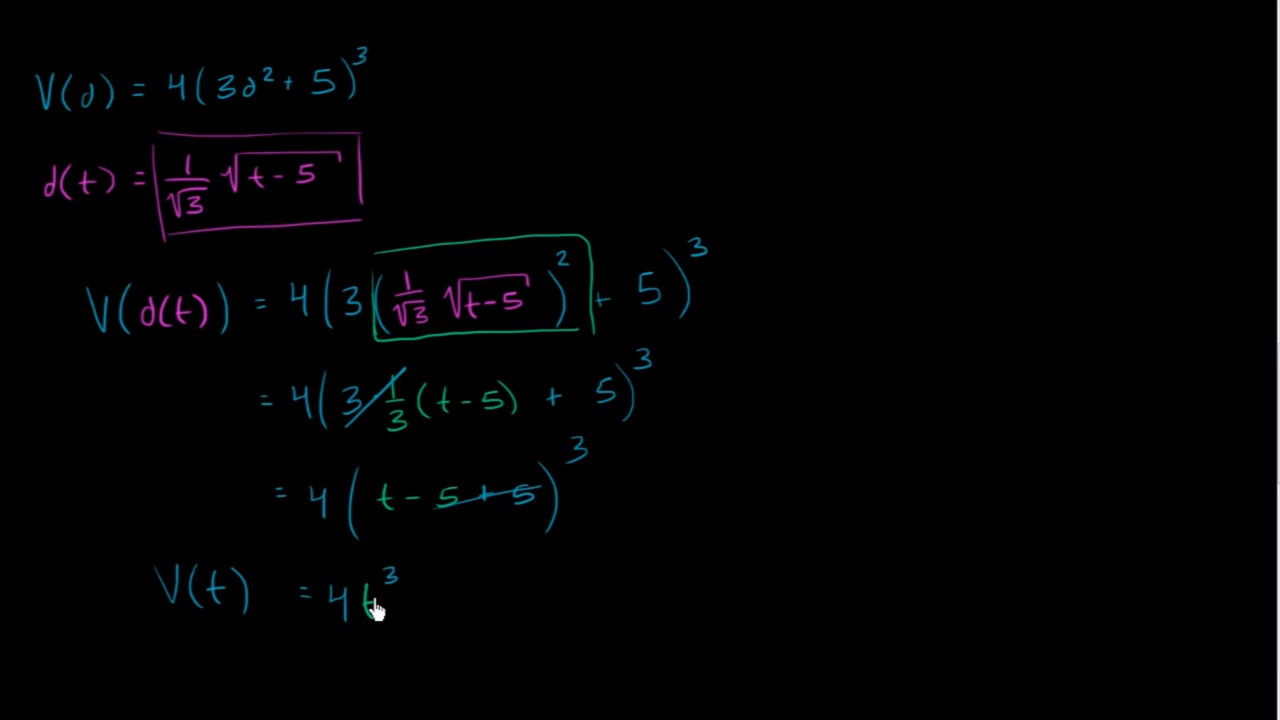 V(d) = 4(3d² + 5)³
d(t) = 1/√3 √t - 5
V(d(t)) = 4(3(1/√3 √t-5)² + 5)³
= 4(3 1/3 (t - 5) + 5)³
= 4(t - 5 + 5)³
V(t) = 4t³